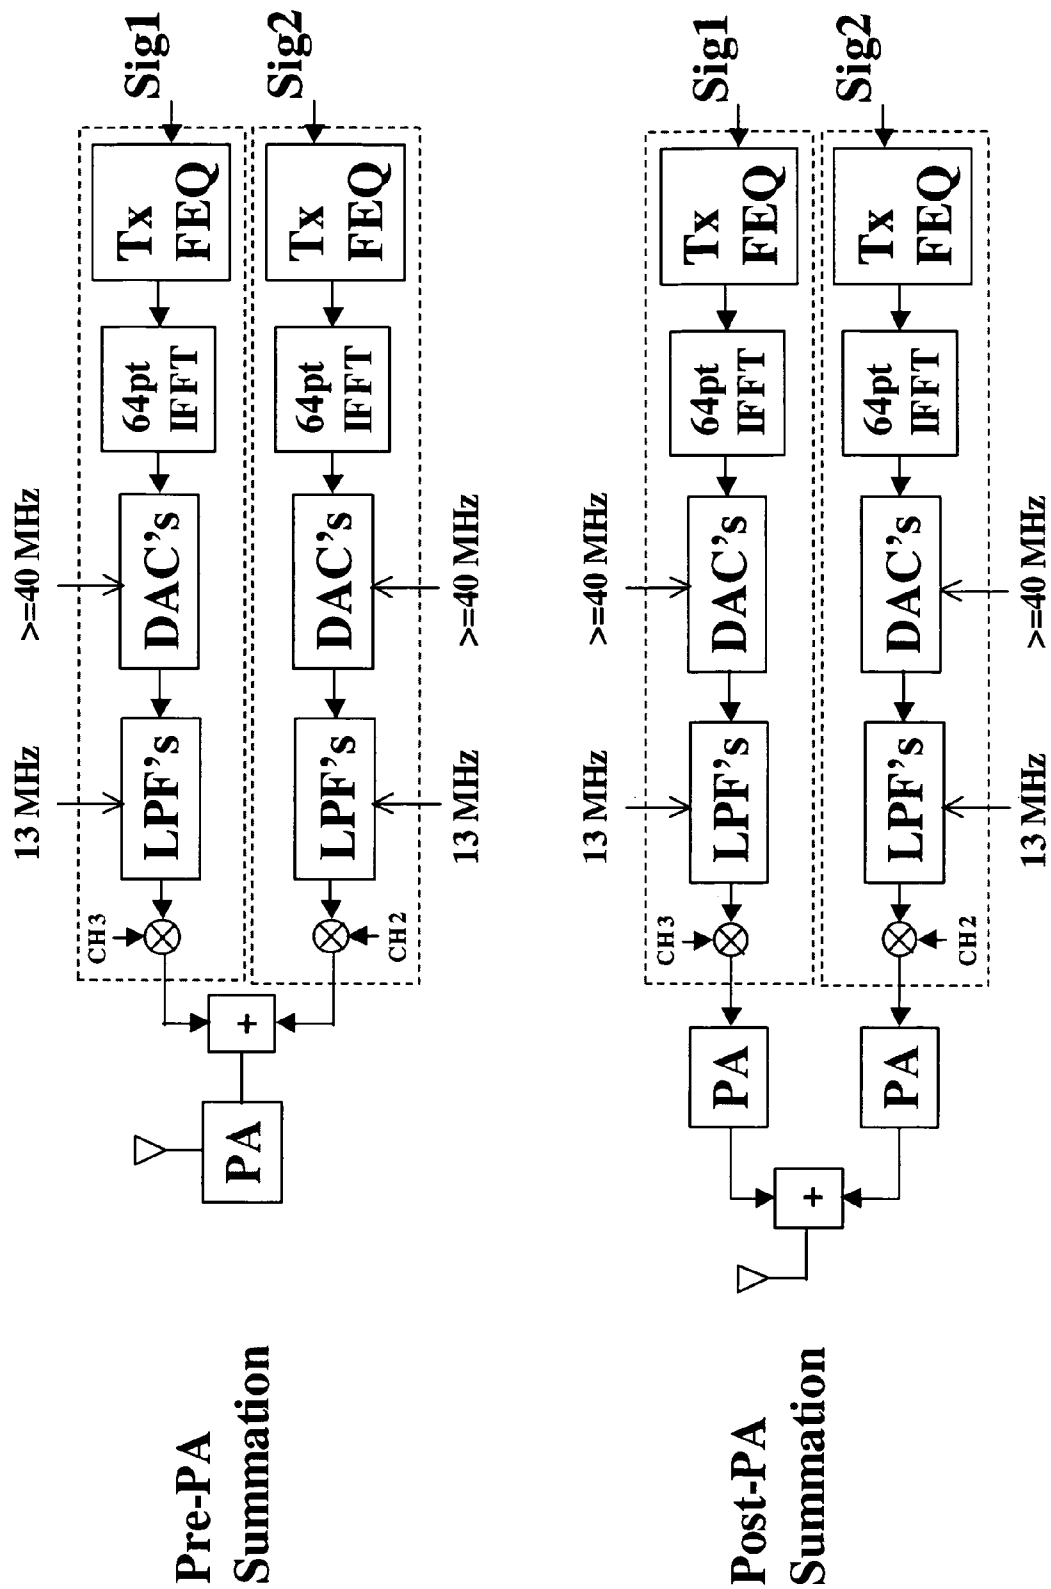 Pre-PA
Summation
PA
+
CH3
13 MHz
LPF's
>=40 MHz
DAC's
64pt
IFFT
Tx
FEQ
Sig1
CH2
LPF's
13 MHz
DAC's
>=40 MHz
64pt
IFFT
Tx
FEQ
Sig2
Post-PA
Summation
+
PA
CH3
13 MHz
LPF's
>=40 MHz
DAC's
64pt
IFFT
Tx
FEQ
Sig1
PA
CH2
LPF's
13 MHz
DAC's
>=40 MHz
64pt
IFFT
Tx
FEQ
Sig2